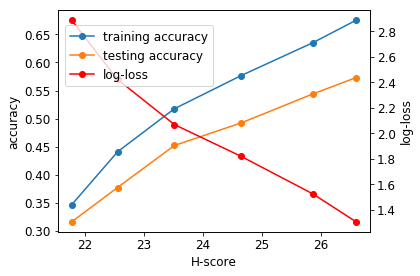 training accuracy
testing accuracy
log-loss
accuracy
0.65
0.60
0.55
0.50
0.45
0.40
0.35
0.30
2.8
2.6
2.4
2.2
2.0
1.8
1.6
1.4
log-loss
22 23 24 25 26
H-score